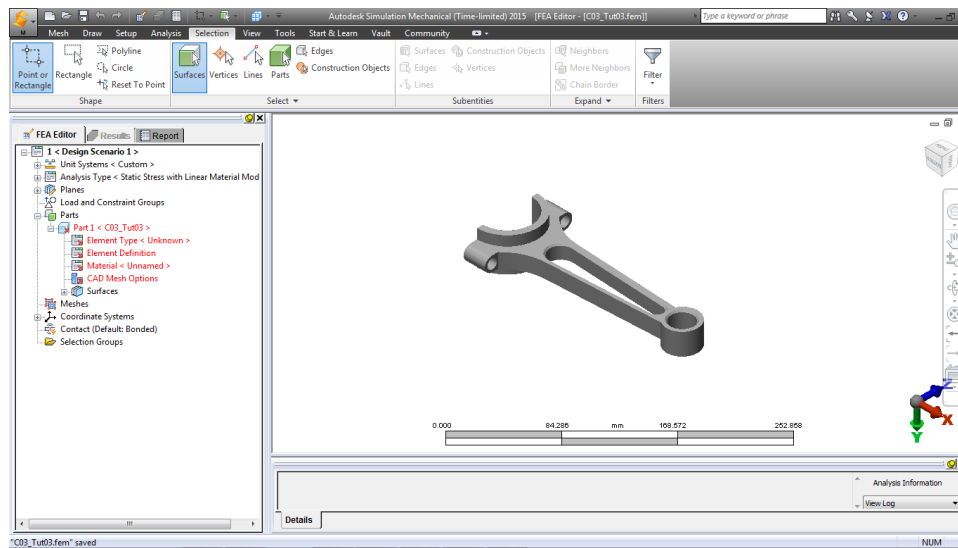 Autodesk Simulation Mechanical (Time-limited) 2015 [FEA Editor - [C03_Tut03.fem]]
Type a keyword or phrase
M Mesh Draw Setup Analysis Selection View Tools Start & Learn Vault Community
Point or Rectangle
Rectangle
Polyline
Circle
Reset To Point
Surfaces
Vertices
Lines
Parts
Edges
Construction Objects
Surfaces
Construction Objects
Edges
Vertices
Lines
Neighbors
More Neighbors
Chain Border
Filter
Shape
Select
Subentities
Expand
Filters
FEA Editor
Results
Report
1 < Design Scenario 1 >
Unit Systems < Custom >
Analysis Type < Static Stress with Linear Material Mod
Planes
Load and Constraint Groups
Parts
Part 1 < C03_Tut03 >
Element Type < Unknown >
Element Definition
Material < Unnamed >
CAD Mesh Options
Surfaces
Meshes
Coordinate Systems
Contact (Default: Bonded)
Selection Groups
0.000 84.286 mm 168.572 252.858
Z
X
Y
Analysis Information
View Log
Details
"C03_Tut03.fem" saved
NUM